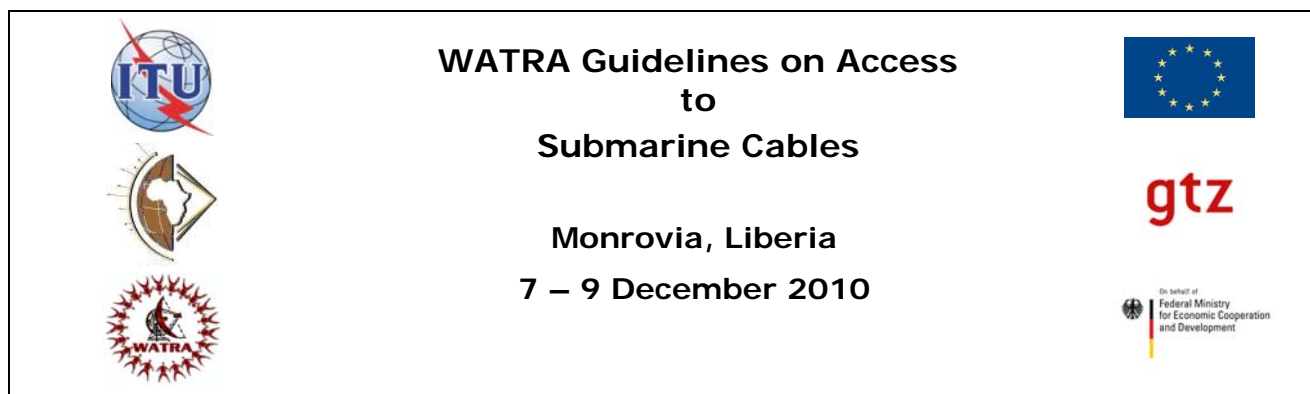 ITU
WATRA
WATRA Guidelines on Access
to
Submarine Cables
Monrovia, Liberia
7 – 9 December 2010
gtz
On behalf of
Federal Ministry
for Economic Cooperation
and Development